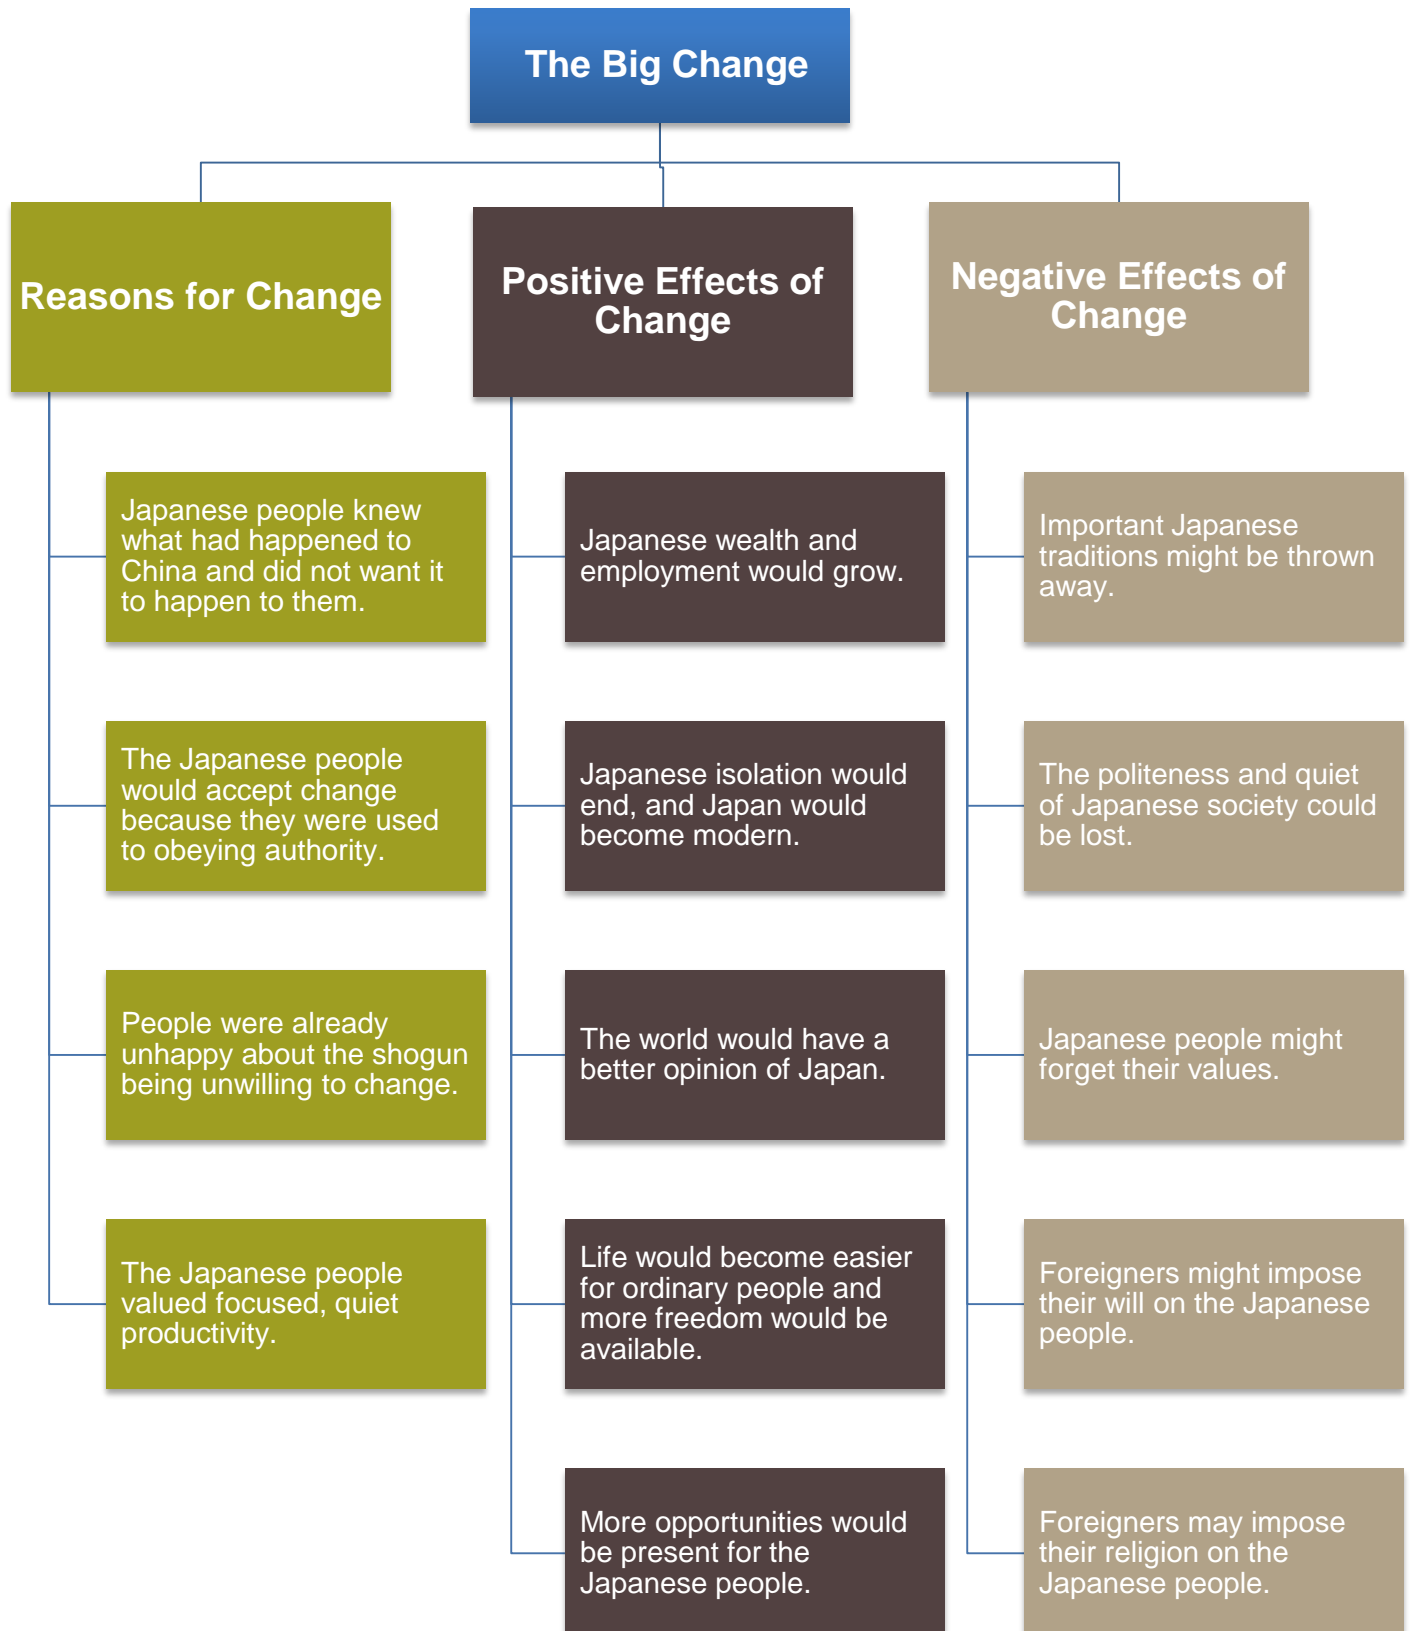 The Big Change
Reasons for Change
Japanese people knew
what had happened to
China and did not want it
to happen to them.
The Japanese people
would accept change
because they were used
to obeying authority.
People were already
unhappy about the shogun
being unwilling to change.
The Japanese people
valued focused, quiet
productivity.
Positive Effects of
Change
Japanese wealth and
employment would grow.
Japanese isolation would
end, and Japan would
become modern.
The world would have a
better opinion of Japan.
Life would become easier
for ordinary people and
more freedom would be
available.
More opportunities would
be present for the
Japanese people.
Negative Effects of
Change
Important Japanese
traditions might be thrown
away.
The politeness and quiet
of Japanese society could
be lost.
Japanese people might
forget their values.
Foreigners might impose
their will on the Japanese
people.
Foreigners may impose
their religion on the
Japanese people.